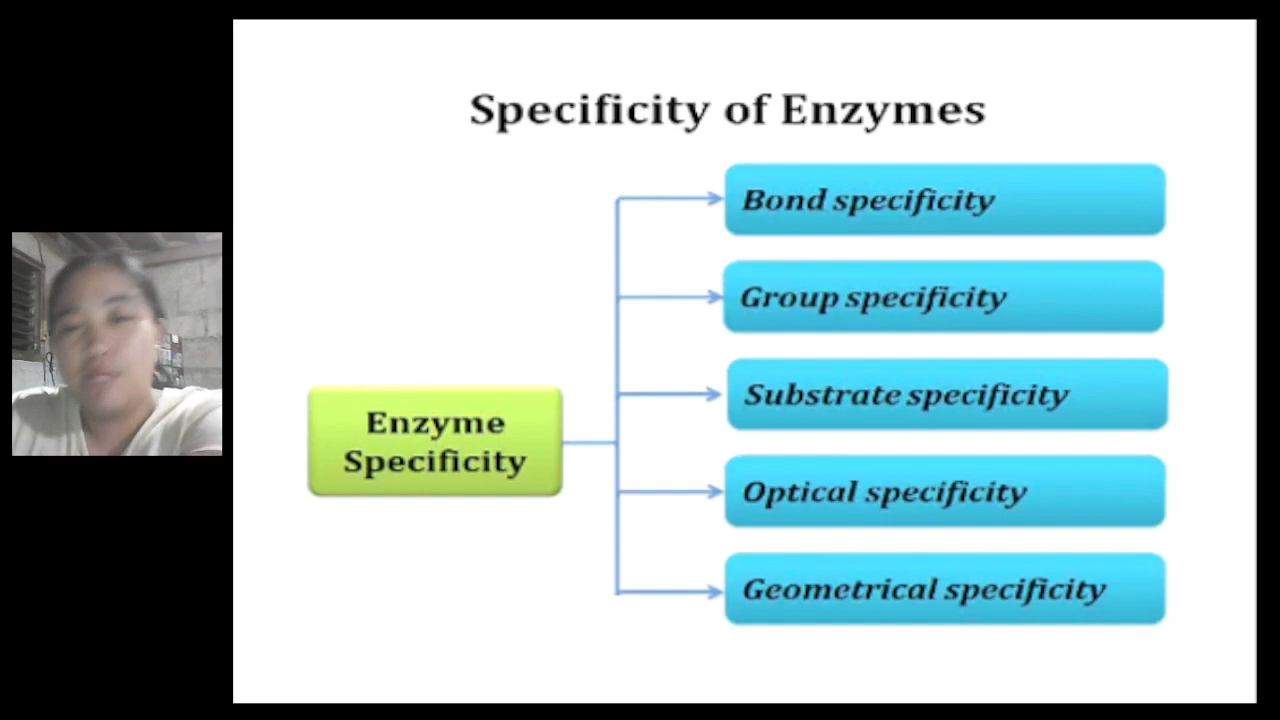 Specificity of Enzymes
Bond specificity
Group specificity
Substrate specificity
Enzyme
Specificity
Optical specificity
Geometrical specificity